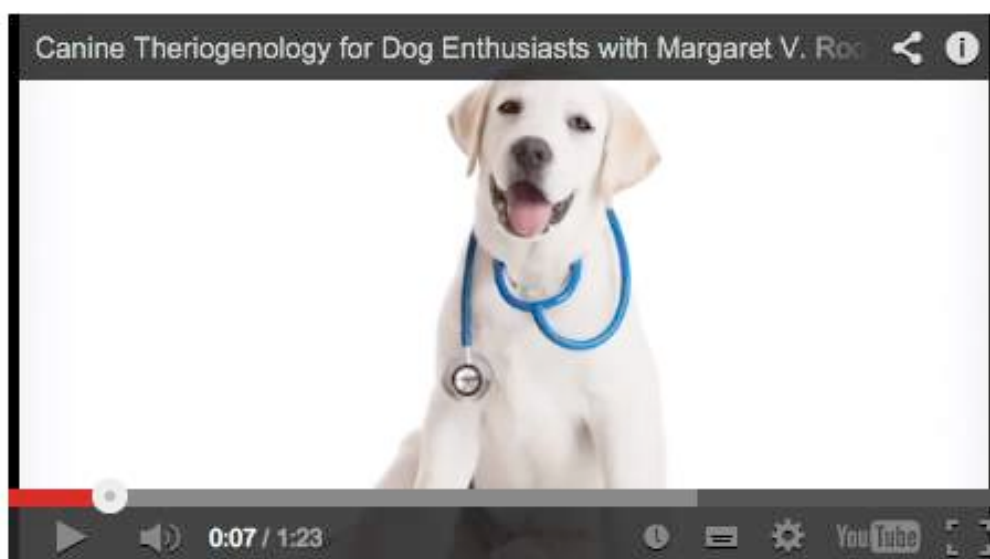 Canine Theriogenology for Dog Enthusiasts with Margaret V.
0:07 / 1:23
YouTube